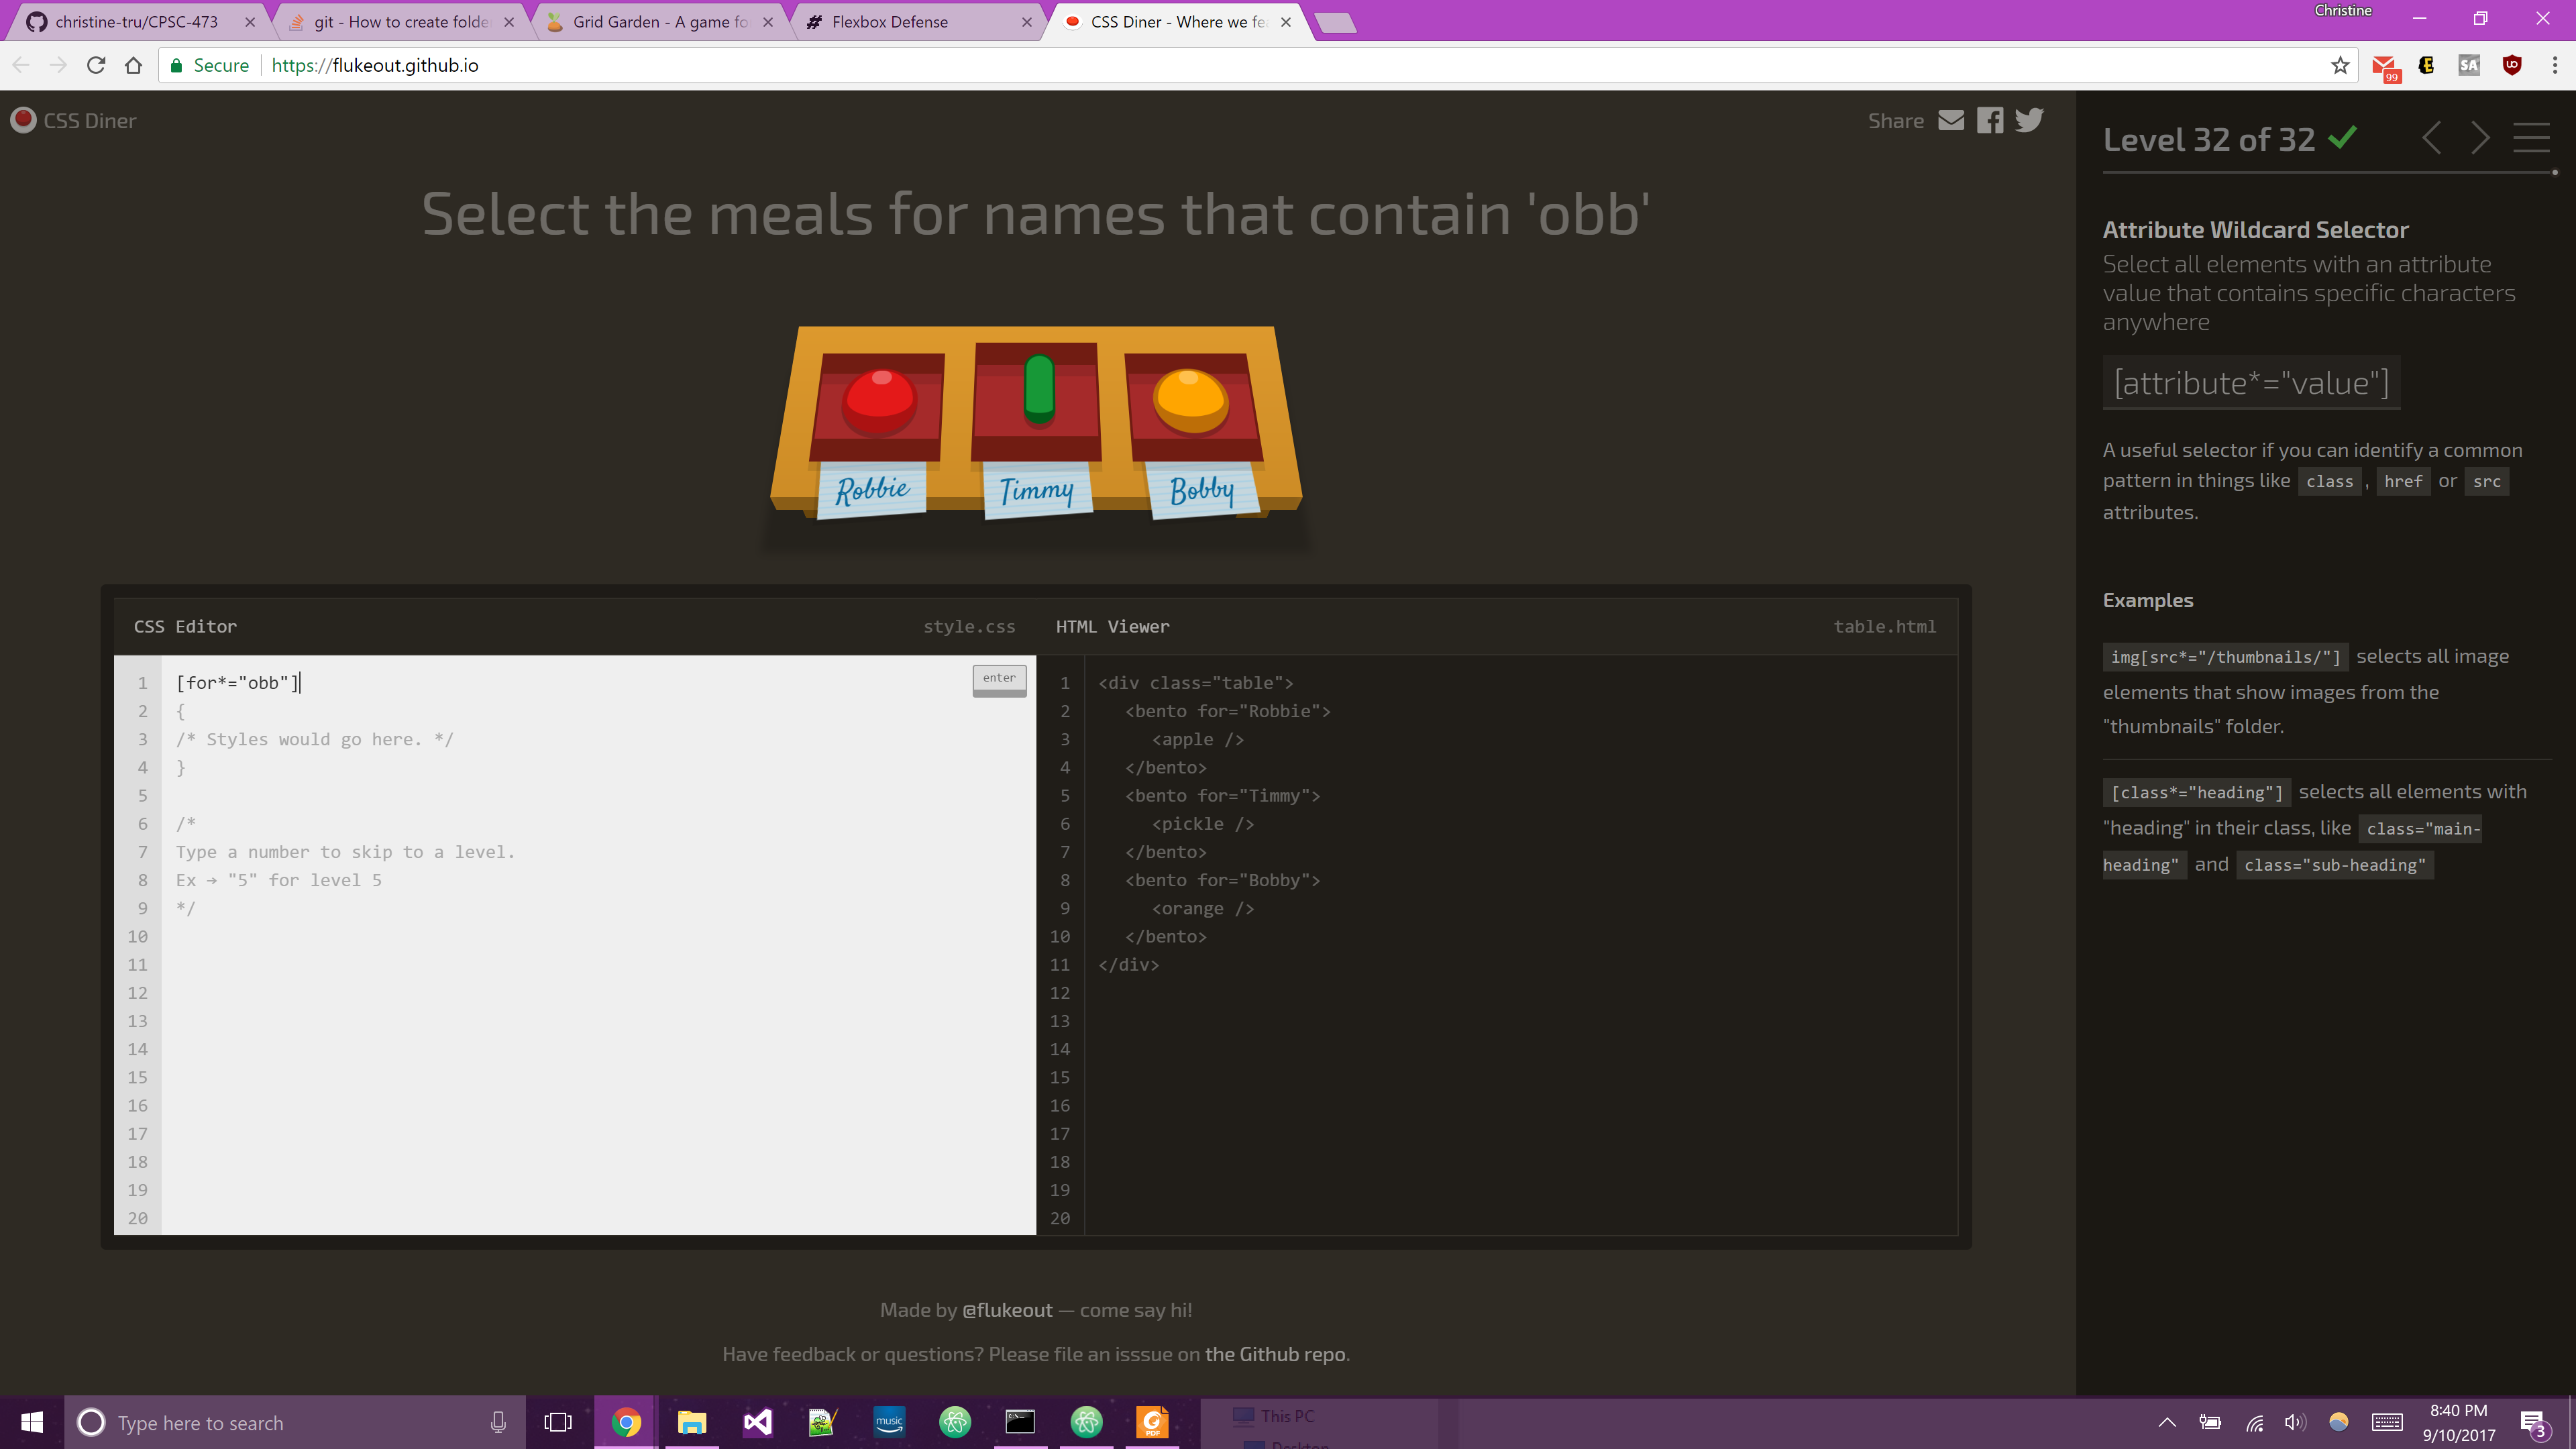 christine-tru/CPSC-473
git - How to create folde
Grid Garden - A game fo
Flexbox Defense
CSS Diner - Where we fe
Christine
Secure
https://flukeout.github.io
99
SA
CSS Diner
Share
Level 32 of 32
Select the meals for names that contain 'obb'
Robbie
Timmy
Bobby
Attribute Wildcard Selector
Select all elements with an attribute
value that contains specific characters
anywhere
[attribute*="value"]
A useful selector if you can identify a common
pattern in things like class , href or src
attributes.
Examples
img[src*="/thumbnails/"] selects all image
elements that show images from the
"thumbnails" folder.
[class*="heading"] selects all elements with
"heading" in their class, like class="main-
heading" and class="sub-heading"
CSS Editor
style.css
1 [for*="obb"]
enter
2 {
3 /* Styles would go here. */
4 }
5
6 /*
7 Type a number to skip to a level.
8 Ex → "5" for level 5
9 */
10
11
12
13
14
15
16
17
18
19
20
HTML Viewer
table.html
1 <div class="table">
2 <bento for="Robbie">
3 <apple />
4 </bento>
5 <bento for="Timmy">
6 <pickle />
7 </bento>
8 <bento for="Bobby">
9 <orange />
10 </bento>
11 </div>
12
13
14
15
16
17
18
19
20
Made by @flukeout — come say hi!
Have feedback or questions? Please file an isssue on the Github repo.
Type here to search
music
PDF
This PC
Desktop
8:40 PM
9/10/2017
3